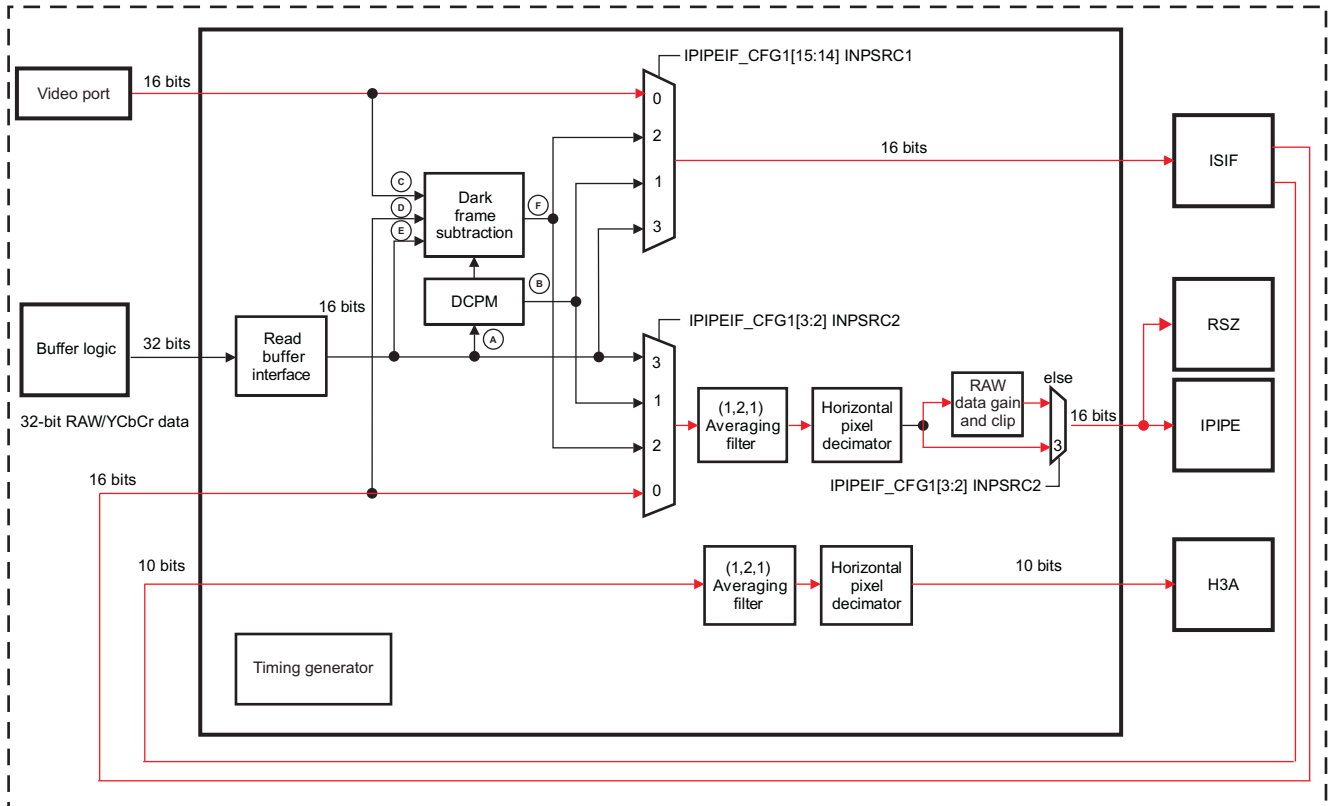 IPIPEIF_CFG1[15:14] INPSRC1
Video port
16 bits
0
2
1
3
16 bits
ISIF
C
D
E
Dark
frame
subtraction
F
DCPM
B
A
Buffer logic
32 bits
32-bit RAW/YCbCr data
Read
buffer
interface
16 bits
IPIPEIF_CFG1[3:2] INPSRC2
3
1
2
0
(1,2,1)
Averaging
filter
Horizontal
pixel
decimator
RAW
data gain
and clip
else
3
16 bits
IPIPEIF_CFG1[3:2] INPSRC2
RSZ
IPIPE
16 bits
10 bits
(1,2,1)
Averaging
filter
Horizontal
pixel
decimator
10 bits
H3A
Timing generator